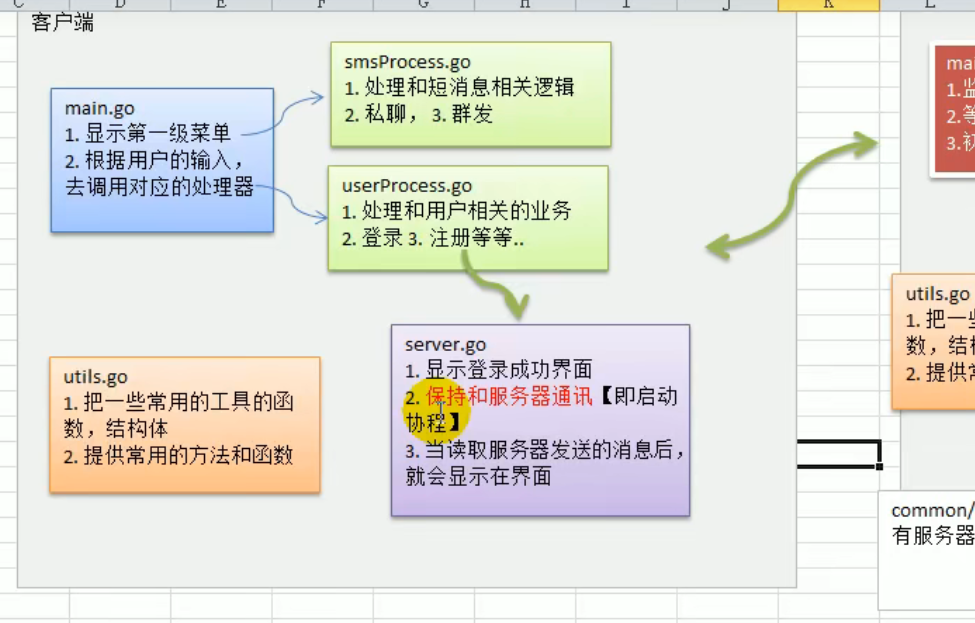 C D E F G H I J K L
客户端
main.go
1. 显示第一级菜单
2. 根据用户的输入，
去调用对应的处理器
smsProcess.go
1. 处理和短消息相关逻辑
2. 私聊， 3. 群发
userProcess.go
1. 处理和用户相关的业务
2. 登录 3. 注册等等..
server.go
1. 显示登录成功界面
2. 保持和服务器通讯【即启动
协程】
3. 当读取服务器发送的消息后，
就会显示在界面
utils.go
1. 把一些常用的工具的函
数，结构体
2. 提供常用的方法和函数
mai
1.监
2.等
3.初
utils.go
1. 把一些
数，结构
2. 提供常
common/
有服务器